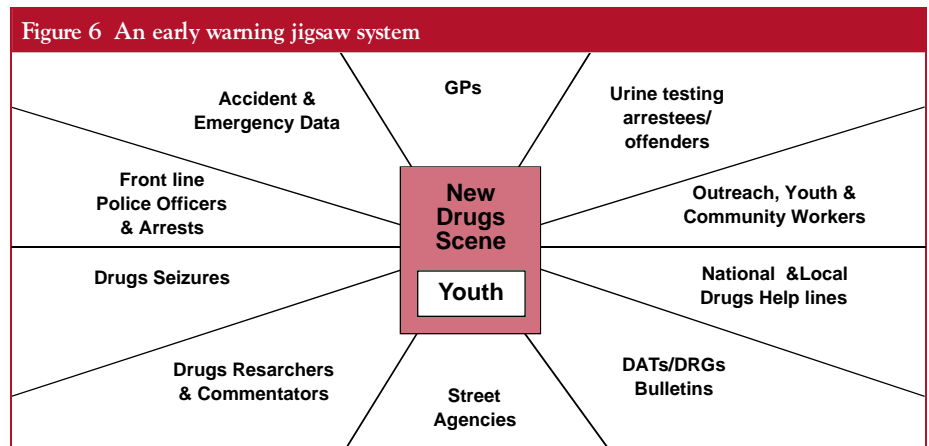 Figure 6 An early warning jigsaw system
GPs
Accident &
Emergency Data
Urine testing
arrestees/
offenders
Front line
Police Officers
& Arrests
New
Drugs
Scene
Youth
Outreach, Youth &
Community Workers
Drugs Seizures
National &Local
Drugs Help lines
Drugs Resarchers
& Commentators
Street
Agencies
DATs/DRGs
Bulletins